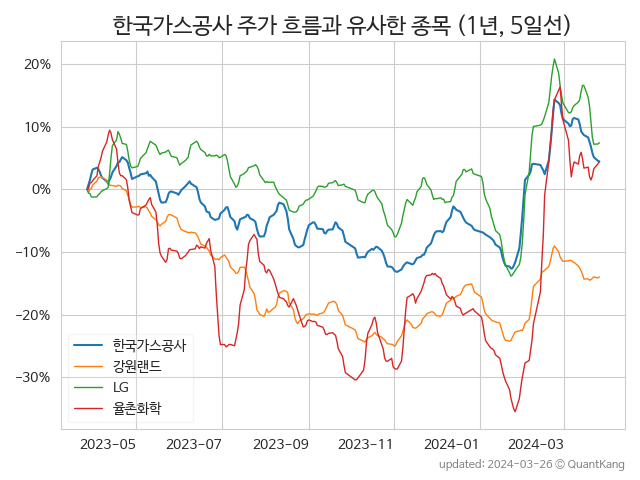 한국가스공사 주가 흐름과 유사한 종목 (1년, 5일선)
20%
10%
0%
−10%
−20%
−30%
한국가스공사
강원랜드
LG
율촌화학
2023-05
2023-07
2023-09
2023-11
2024-01
2024-03
updated: 2024-03-26 ⓒ QuantKang